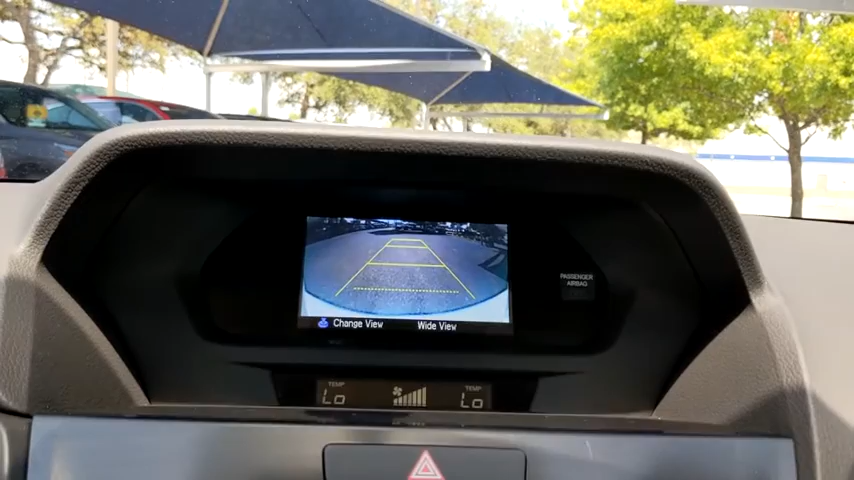 PASSENGER
AIRBAG
Change View
Wide View
TEMP
TEMP
Lo
Lo